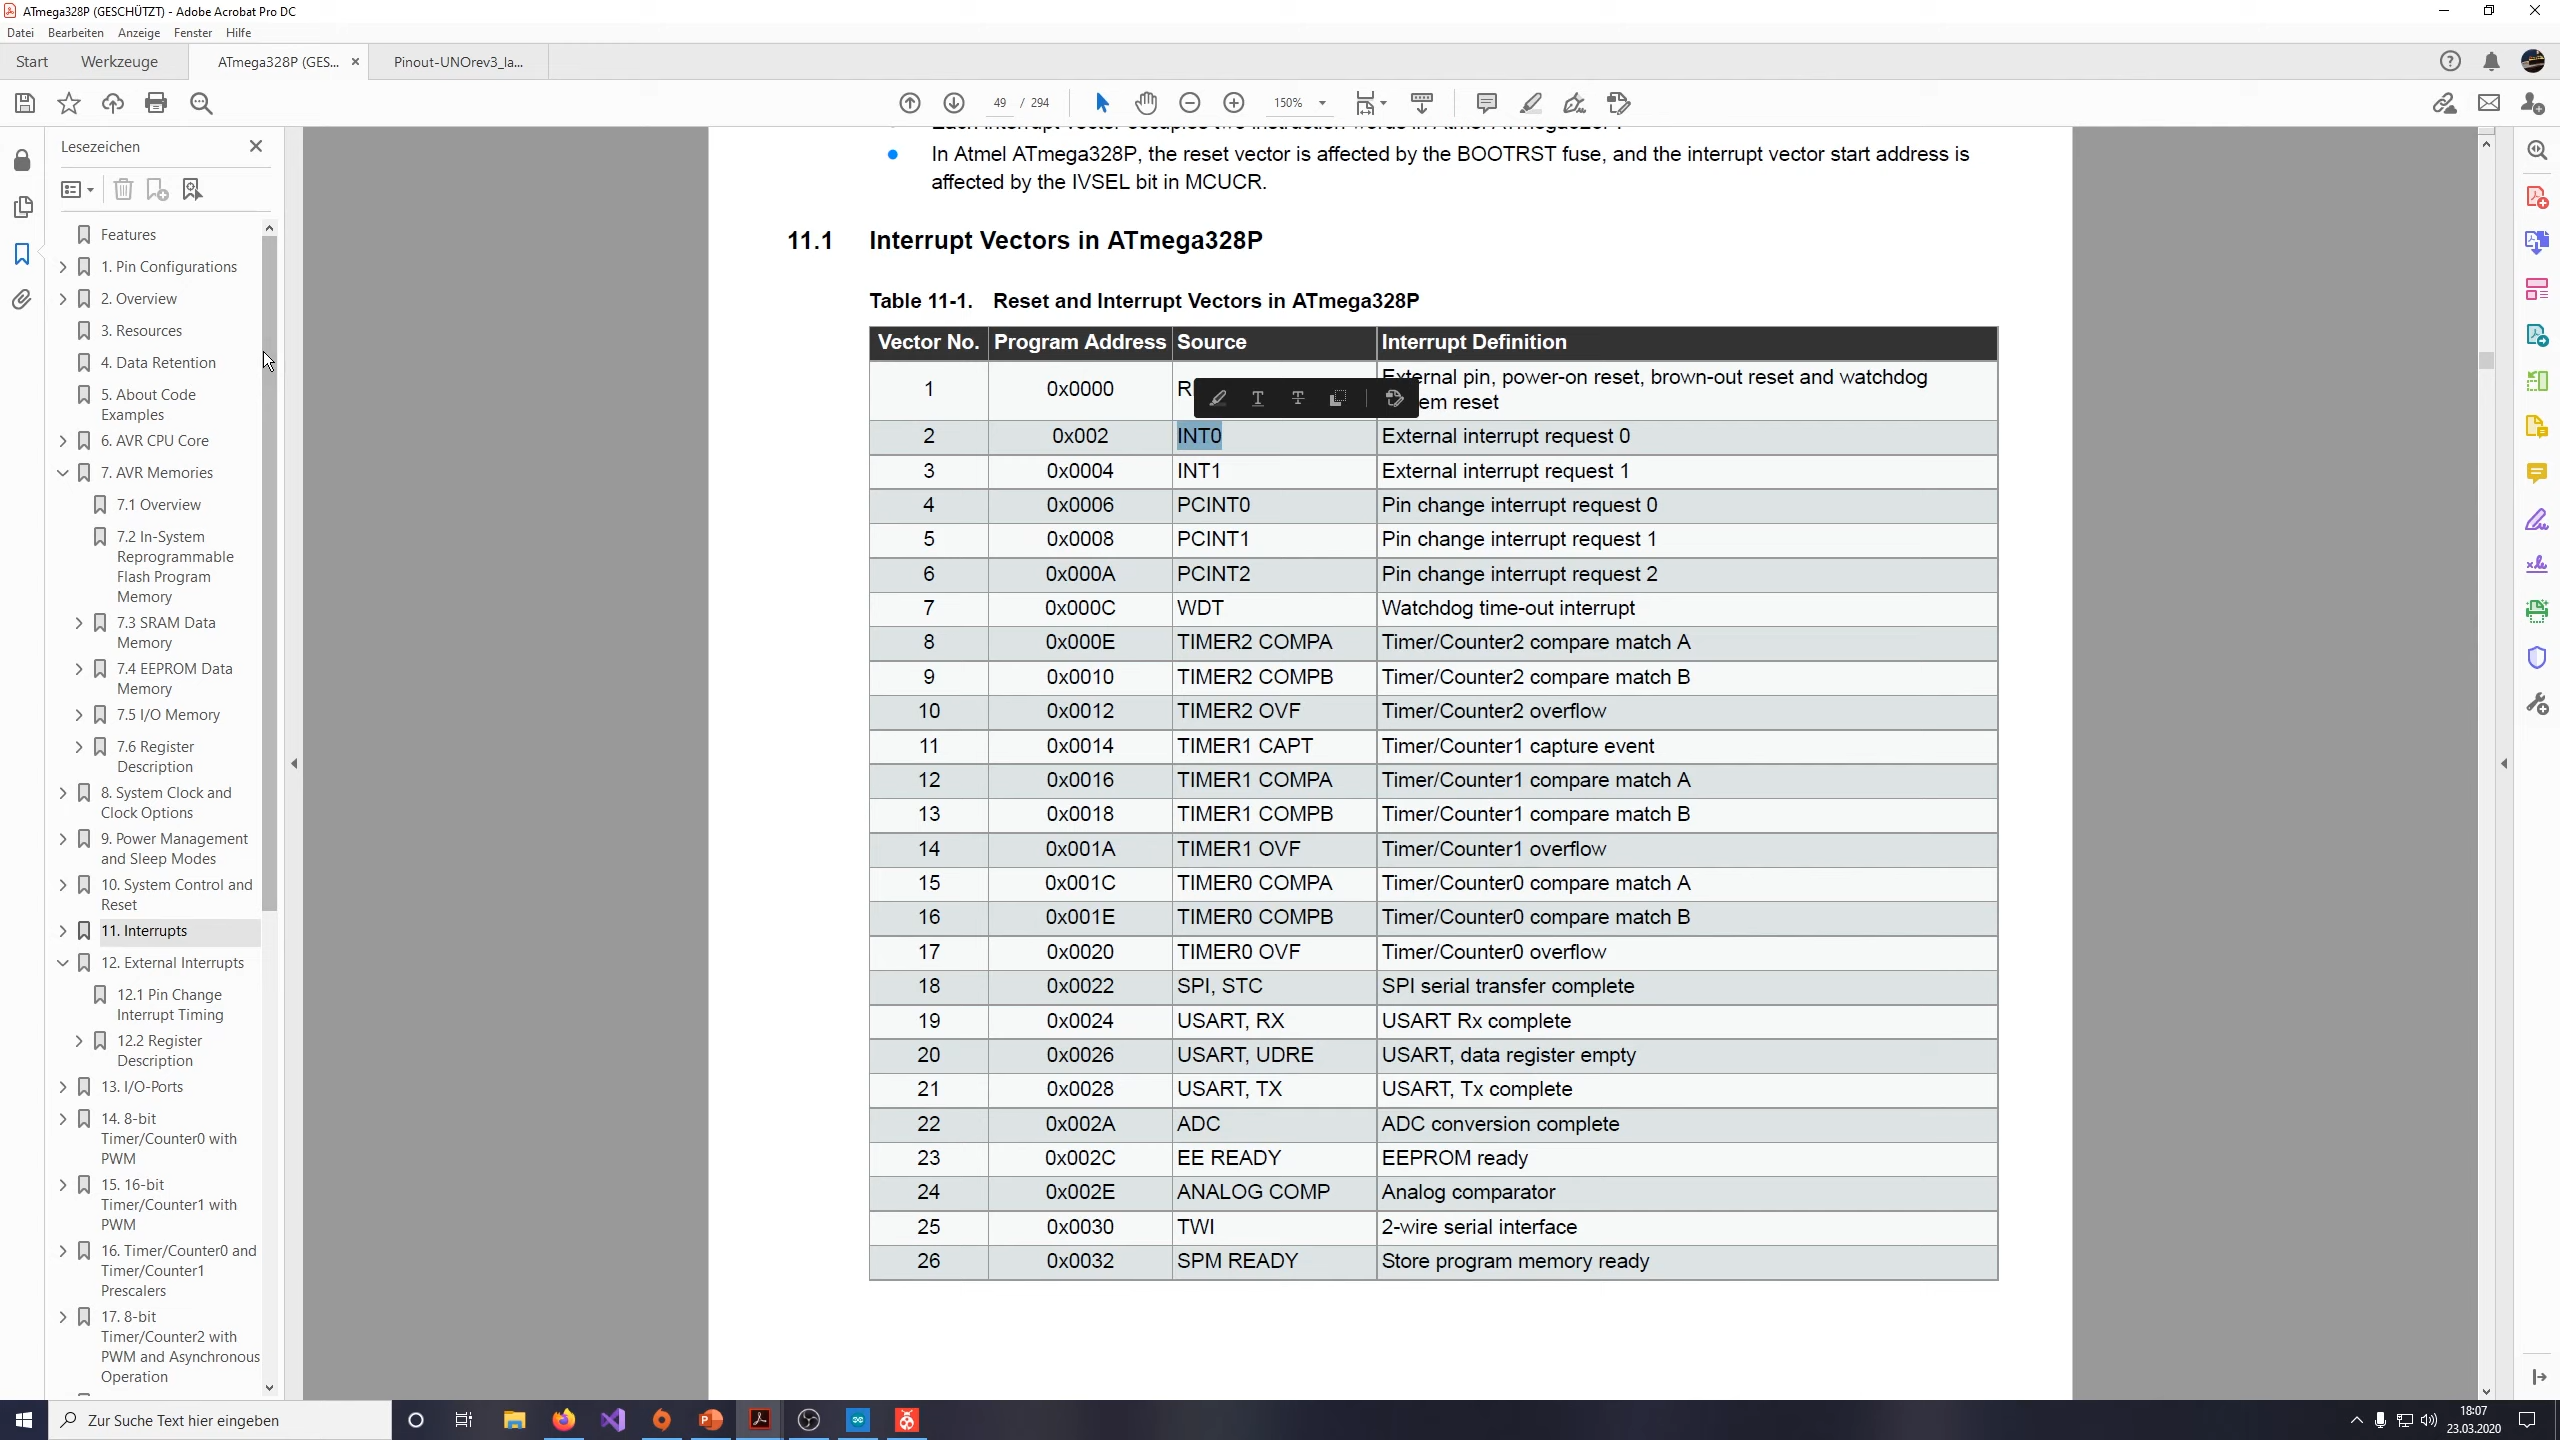 ATmega328P (GESCHÜTZT) - Adobe Acrobat Pro DC
Datei Bearbeiten Anzeige Fenster Hilfe
Start Werkzeuge ATmega328P (GES... × Pinout-UNOrev3_la...
49 / 294 150%
Lesezeichen
Features
1. Pin Configurations
2. Overview
3. Resources
4. Data Retention
5. About Code
Examples
6. AVR CPU Core
7. AVR Memories
7.1 Overview
7.2 In-System
Reprogrammable
Flash Program
Memory
7.3 SRAM Data
Memory
7.4 EEPROM Data
Memory
7.5 I/O Memory
7.6 Register
Description
8. System Clock and
Clock Options
9. Power Management
and Sleep Modes
10. System Control and
Reset
11. Interrupts
12. External Interrupts
12.1 Pin Change
Interrupt Timing
12.2 Register
Description
13. I/O-Ports
14. 8-bit
Timer/Counter0 with
PWM
15. 16-bit
Timer/Counter1 with
PWM
16. Timer/Counter0 and
Timer/Counter1
Prescalers
17. 8-bit
Timer/Counter2 with
PWM and Asynchronous
Operation
In Atmel ATmega328P, the reset vector is affected by the BOOTRST fuse, and the interrupt vector start address is
affected by the IVSEL bit in MCUCR.
11.1 Interrupt Vectors in ATmega328P
Table 11-1. Reset and Interrupt Vectors in ATmega328P
Vector No. Program Address Source Interrupt Definition
1 0x0000 External pin, power-on reset, brown-out reset and watchdog
reset
2 0x002 INT0 External interrupt request 0
3 0x0004 INT1 External interrupt request 1
4 0x0006 PCINT0 Pin change interrupt request 0
5 0x0008 PCINT1 Pin change interrupt request 1
6 0x000A PCINT2 Pin change interrupt request 2
7 0x000C WDT Watchdog time-out interrupt
8 0x000E TIMER2 COMPA Timer/Counter2 compare match A
9 0x0010 TIMER2 COMPB Timer/Counter2 compare match B
10 0x0012 TIMER2 OVF Timer/Counter2 overflow
11 0x0014 TIMER1 CAPT Timer/Counter1 capture event
12 0x0016 TIMER1 COMPA Timer/Counter1 compare match A
13 0x0018 TIMER1 COMPB Timer/Counter1 compare match B
14 0x001A TIMER1 OVF Timer/Counter1 overflow
15 0x001C TIMER0 COMPA Timer/Counter0 compare match A
16 0x001E TIMER0 COMPB Timer/Counter0 compare match B
17 0x0020 TIMER0 OVF Timer/Counter0 overflow
18 0x0022 SPI, STC SPI serial transfer complete
19 0x0024 USART, RX USART Rx complete
20 0x0026 USART, UDRE USART, data register empty
21 0x0028 USART, TX USART, Tx complete
22 0x002A ADC ADC conversion complete
23 0x002C EE READY EEPROM ready
24 0x002E ANALOG COMP Analog comparator
25 0x0030 TWI 2-wire serial interface
26 0x0032 SPM READY Store program memory ready
Zur Suche Text hier eingeben
18:07
23.03.2020